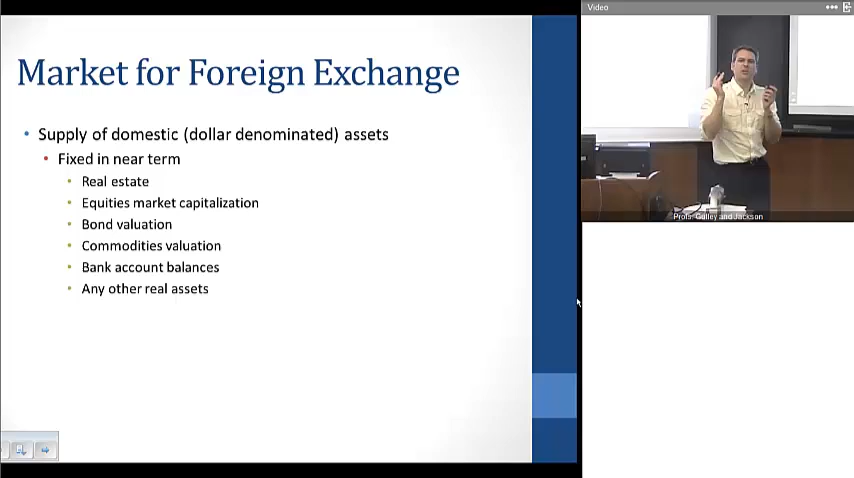 Market for Foreign Exchange
Supply of domestic (dollar denominated) assets
Fixed in near term
Real estate
Equities market capitalization
Bond valuation
Commodities valuation
Bank account balances
Any other real assets
Video
Profs. Gulley and Jackson